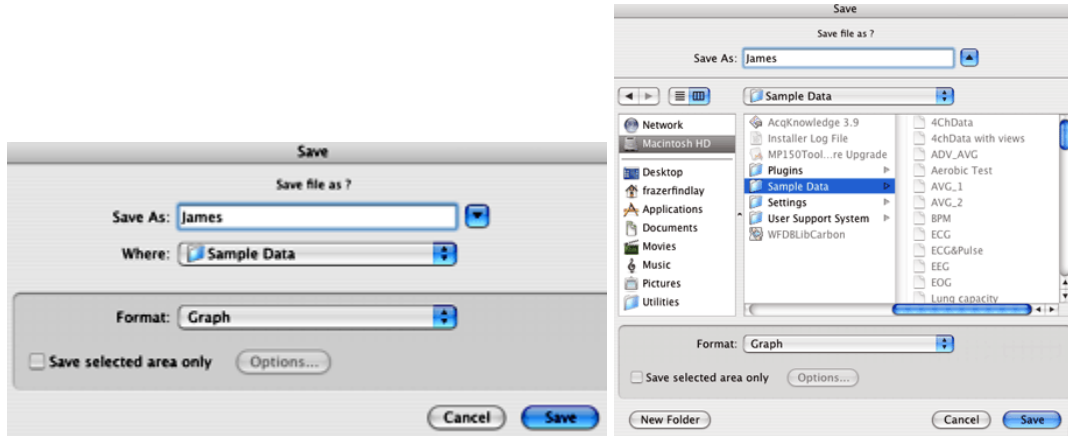 Save
Save file as ?
Save As: James
Where: Sample Data
Format: Graph
Save selected area only Options...
Cancel Save
Save
Save file as ?
Save As: James
Sample Data
Network
Macintosh HD
Desktop
frazerfindlay
Applications
Documents
Movies
Music
Pictures
Utilities
AcqKnowledge 3.9
Installer Log File
MP150Tool...re Upgrade
Plugins
Sample Data
Settings
User Support System
WFDBLibCarbon
4ChData
4chData with views
ADV_AVG
Aerobic Test
AVG_1
AVG_2
BPM
ECG
ECG&Pulse
EEG
EOG
Lung capacity
Format: Graph
Save selected area only Options...
New Folder Cancel Save